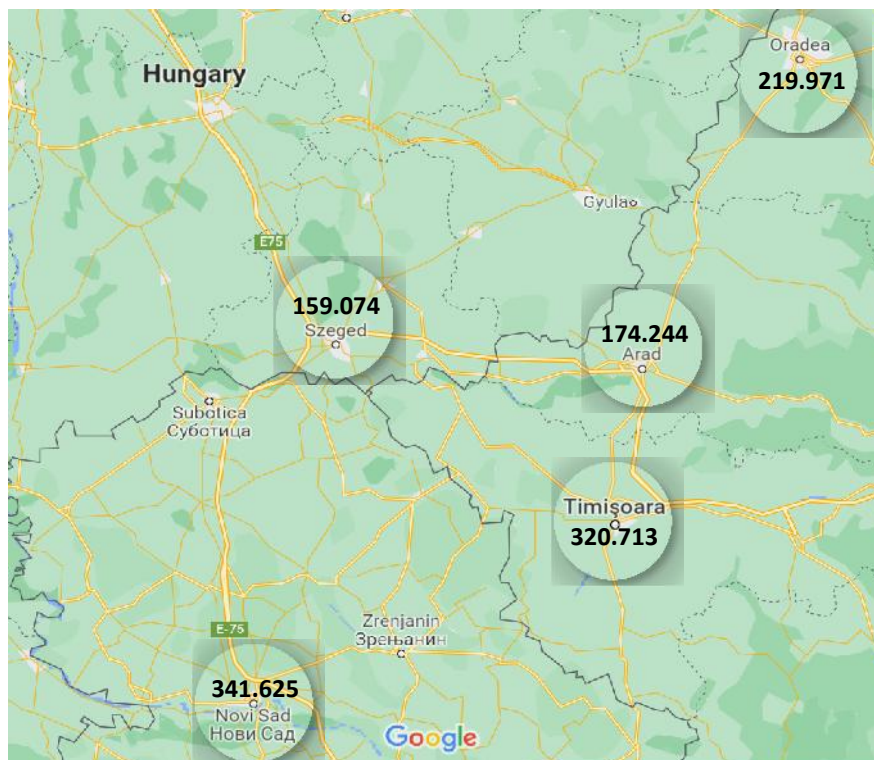 Oradea
219.971
Hungary
Gyula
E75
159.074
Szeged
174.244
Arad
Subotica
Суботица
Timişoara
320.713
Zrenjanin
Зрењанин
E-75
341.625
Novi Sad
Нови Сад
Google